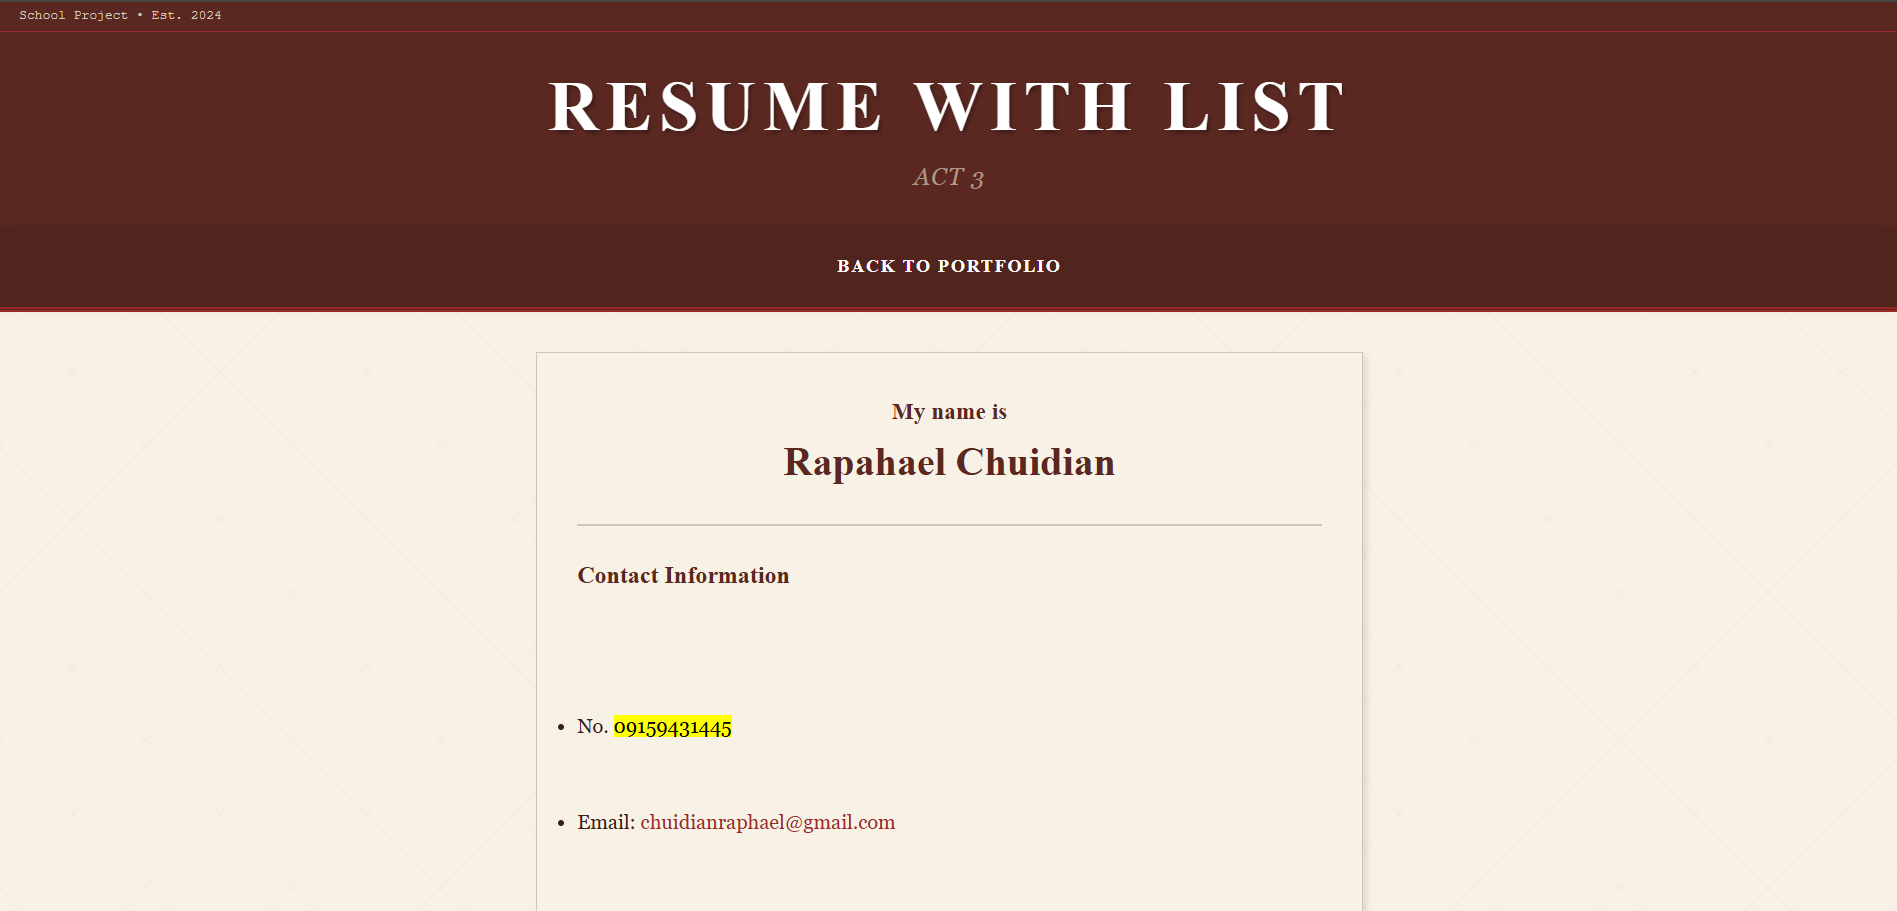 School Project • Est. 2024
RESUME WITH LIST
ACT 3
BACK TO PORTFOLIO
My name is
Rapahael Chuidian
Contact Information
• No. 09159431445
• Email: chuidianraphael@gmail.com